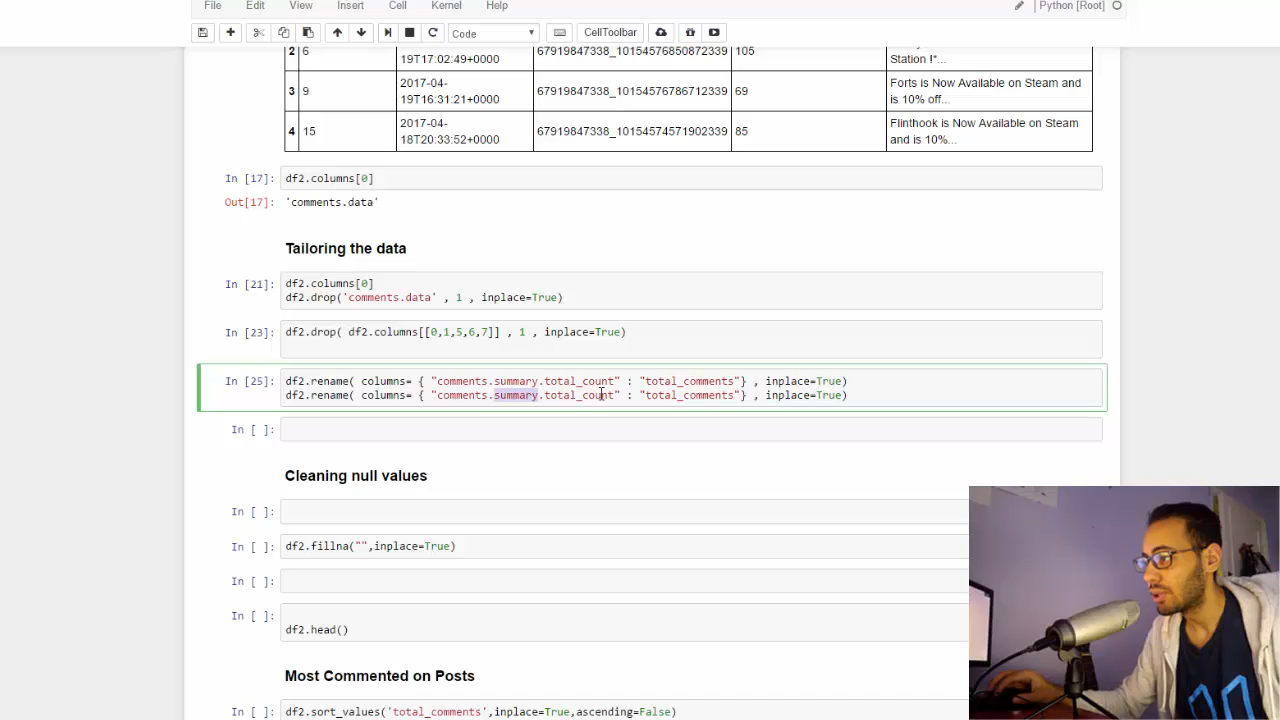 File Edit View Insert Cell Kernel Help Python [Root]
Code CellToolbar
2 6 19T17:02:49+0000 67919847338_10154576850872339 105 Station !*...
3 9 2017-04- 67919847338_10154576786712339 69 Forts is Now Available on Steam and
19T16:31:21+0000 is 10% off...
4 15 2017-04- 67919847338_10154574571902339 85 Flinthook is Now Available on Steam
18T20:33:52+0000 and is 10%...
In [17]: df2.columns[0]
Out[17]: 'comments.data'
Tailoring the data
In [21]: df2.columns[0]
df2.drop('comments.data' , 1 , inplace=True)
In [23]: df2.drop( df2.columns[[0,1,5,6,7]] , 1 , inplace=True)
In [25]: df2.rename( columns= { "comments.summary.total_count" : "total_comments"} , inplace=True)
df2.rename( columns= { "comments.summary.total_count" : "total_comments"} , inplace=True)
In [ ]:
Cleaning null values
In [ ]:
In [ ]: df2.fillna("",inplace=True)
In [ ]:
In [ ]:
df2.head()
Most Commented on Posts
In [ ]: df2.sort_values('total_comments',inplace=True,ascending=False)